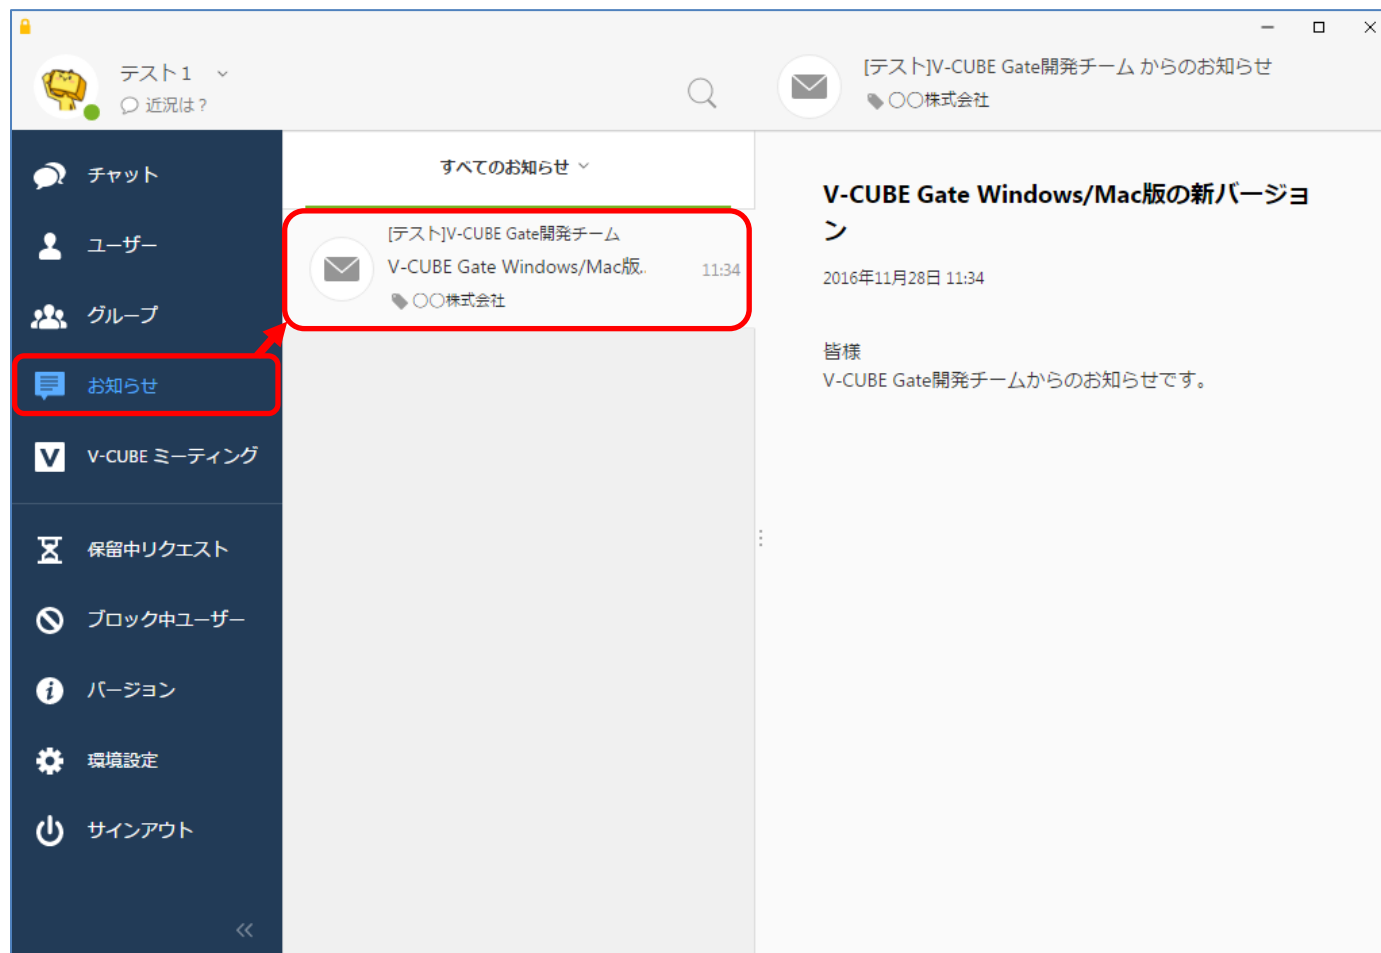 テスト1
近況は?
[テスト]V-CUBE Gate開発チーム からのお知らせ
〇〇株式会社
チャット
ユーザー
グループ
お知らせ
V-CUBE ミーティング
保留中リクエスト
ブロック中ユーザー
バージョン
環境設定
サインアウト
すべてのお知らせ
[テスト]V-CUBE Gate開発チーム
V-CUBE Gate Windows/Mac版..
11:34
〇〇株式会社
V-CUBE Gate Windows/Mac版の新バージョ
ン
2016年11月28日 11:34
皆様
V-CUBE Gate開発チームからのお知らせです。